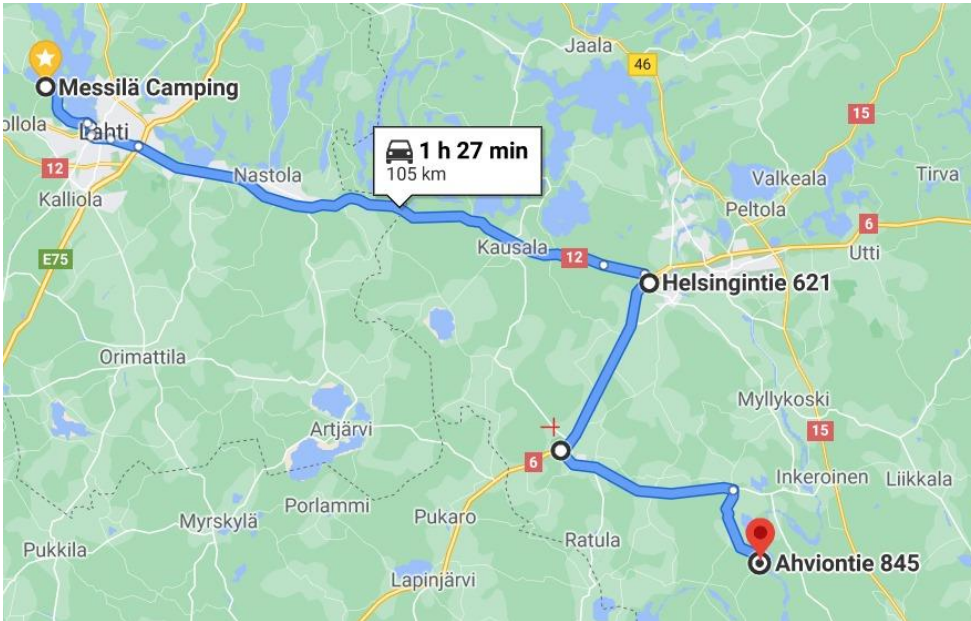 Jaala
46
Messilä Camping
15
ollola
Lahti
1 h 27 min
105 km
12
Nastola
Valkeala
Tirva
Kalliola
Peltola
6
Kausala
12
Utti
E75
Helsingintie 621
Orimattila
Myllykoski
Artjärvi
15
6
Inkeroinen
Liikkala
Porlammi
Pukaro
Myrskylä
Ratula
Pukkila
Ahviontie 845
Lapinjärvi